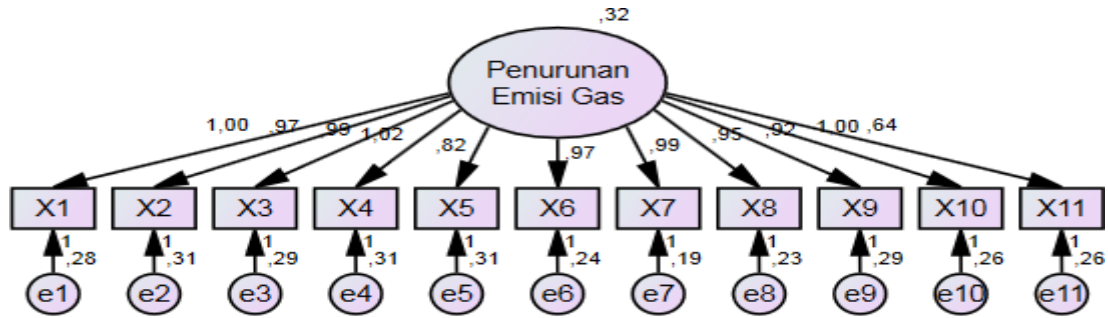 ,32
Penurunan
Emisi Gas
1,00 ,97 ,99 1,02 ,82 ,97 ,99 ,95 ,92 1,00 ,64
X1 X2 X3 X4 X5 X6 X7 X8 X9 X10 X11
1 1 1 1 1 1 1 1 1 1 1
,28 ,31 ,29 ,31 ,31 ,24 ,19 ,23 ,29 ,26 ,26
e1 e2 e3 e4 e5 e6 e7 e8 e9 e10 e11